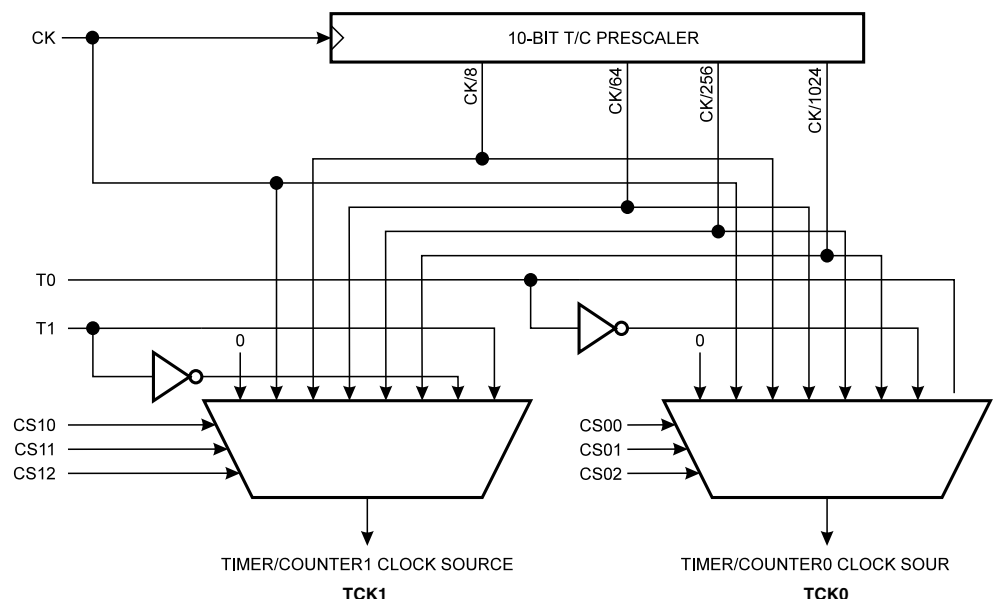 CK
10-BIT T/C PRESCALER
CK/8
CK/64
CK/256
CK/1024
T0
T1
0
0
CS10
CS11
CS12
CS00
CS01
CS02
TIMER/COUNTER1 CLOCK SOURCE
TCK1
TIMER/COUNTER0 CLOCK SOUR
TCK0